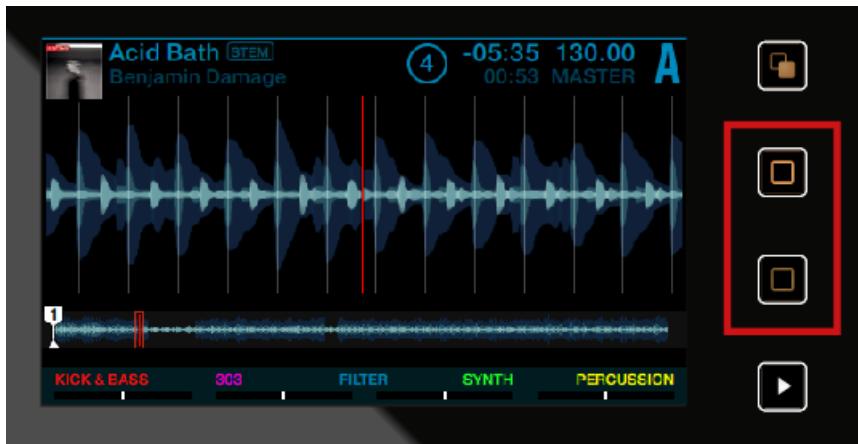 Acid Bath STEM
Benjamin Damage
4
-05:35 130.00
00:53 MASTER
A
1
KICK & BASS 303 FILTER SYNTH PERCUSSION